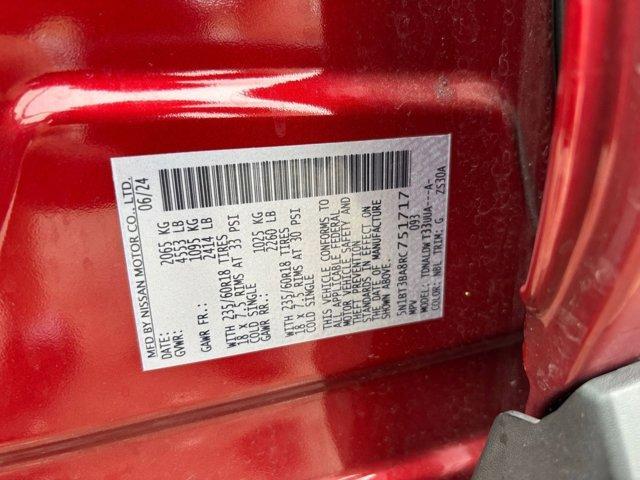 MFD BY NISSAN MOTOR CO., LTD.
DATE: 06/24
GVWR: 2065 KG
4553 LB
GAWR FR.: 1095 KG
2414 LB
WITH 235/60R18 TIRES
18 x 7.5 RIMS AT 33 PSI
COLD SINGLE
GAWR RR.: 1025 KG
2260 LB
WITH 235/60R18 TIRES
18 x 7.5 RIMS AT 30 PSI
COLD SINGLE
THIS VEHICLE CONFORMS TO
ALL APPLICABLE FEDERAL
MOTOR VEHICLE SAFETY AND
THEFT PREVENTION
STANDARDS IN EFFECT ON
THE DATE OF MANUFACTURE
SHOWN ABOVE.
5N1BT3BA8RC751717
MPV 093
MODEL: TDNALDW T33UUA---A-
COLOR: NBL TRIM: G ZS30A